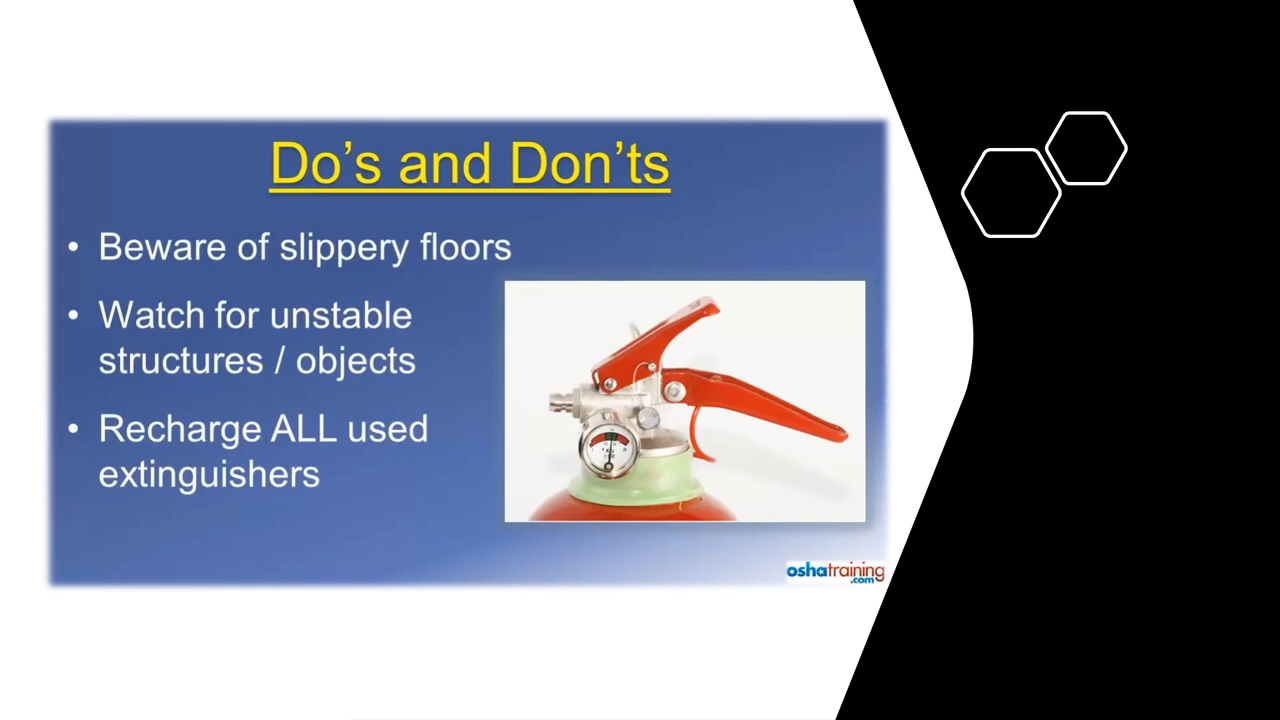 Do’s and Don’ts
• Beware of slippery floors
• Watch for unstable
structures / objects
• Recharge ALL used
extinguishers
oshatraining
.com